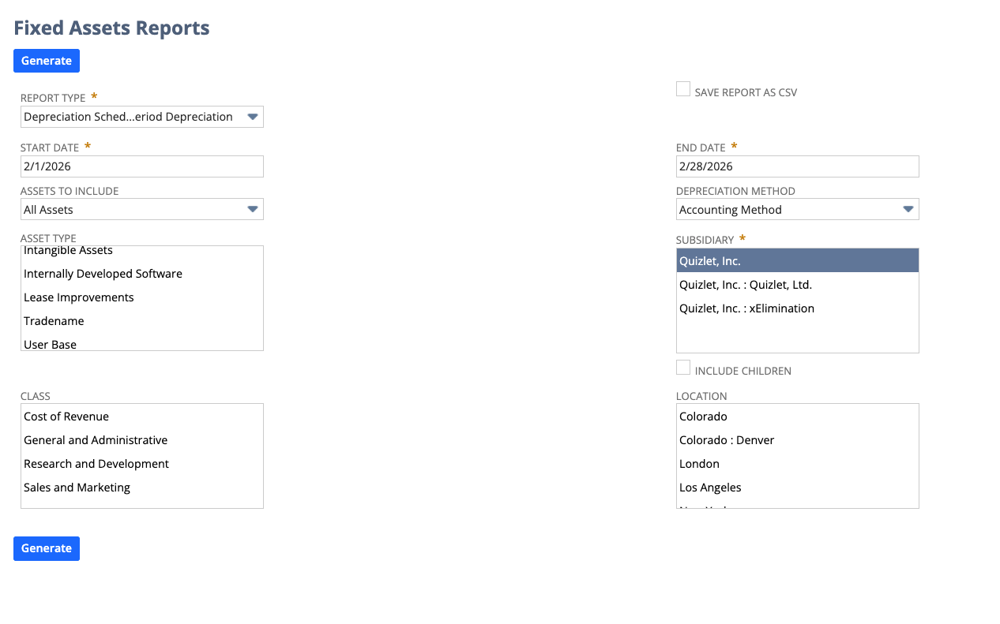 Fixed Assets Reports
Generate
REPORT TYPE *
Depreciation Sched...eriod Depreciation
SAVE REPORT AS CSV
START DATE *
2/1/2026
END DATE *
2/28/2026
ASSETS TO INCLUDE
All Assets
DEPRECIATION METHOD
Accounting Method
ASSET TYPE
Intangible Assets
Internally Developed Software
Lease Improvements
Tradename
User Base
SUBSIDIARY *
Quizlet, Inc.
Quizlet, Inc. : Quizlet, Ltd.
Quizlet, Inc. : xElimination
INCLUDE CHILDREN
CLASS
Cost of Revenue
General and Administrative
Research and Development
Sales and Marketing
LOCATION
Colorado
Colorado : Denver
London
Los Angeles
Generate